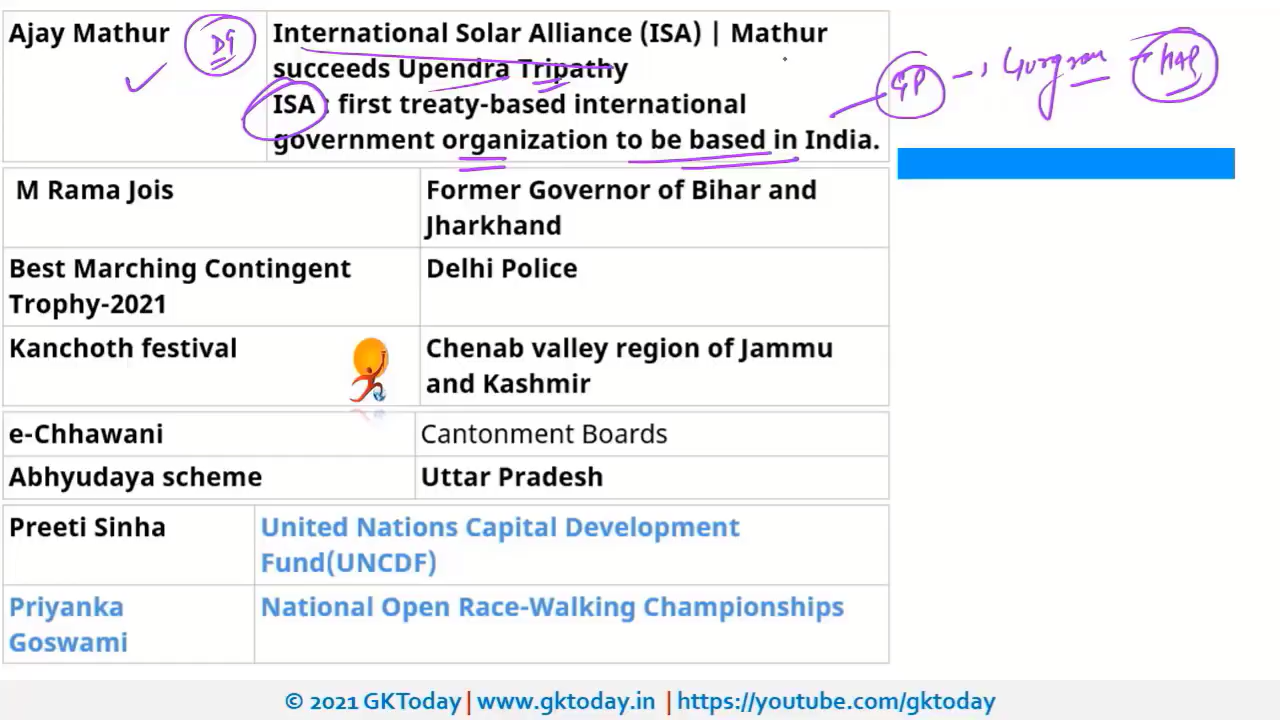 Ajay Mathur
DG
International Solar Alliance (ISA) | Mathur
succeeds Upendra Tripathy
ISA : first treaty-based international
government organization to be based in India.
Gurgram
M Rama Jois
Former Governor of Bihar and
Jharkhand
Best Marching Contingent
Trophy-2021
Delhi Police
Kanchoth festival
Chenab valley region of Jammu
and Kashmir
e-Chhawani
Cantonment Boards
Abhyudaya scheme
Uttar Pradesh
Preeti Sinha
United Nations Capital Development
Fund(UNCDF)
Priyanka
Goswami
National Open Race-Walking Championships
© 2021 GKToday | www.gktoday.in | https://youtube.com/gktoday